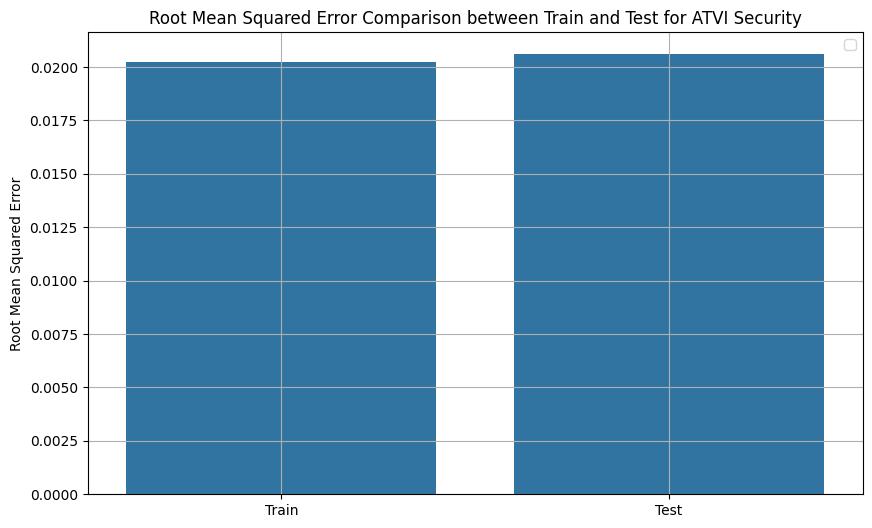 Root Mean Squared Error Comparison between Train and Test for ATVI Security
Root Mean Squared Error
0.0200
0.0175
0.0150
0.0125
0.0100
0.0075
0.0050
0.0025
0.0000
Train
Test